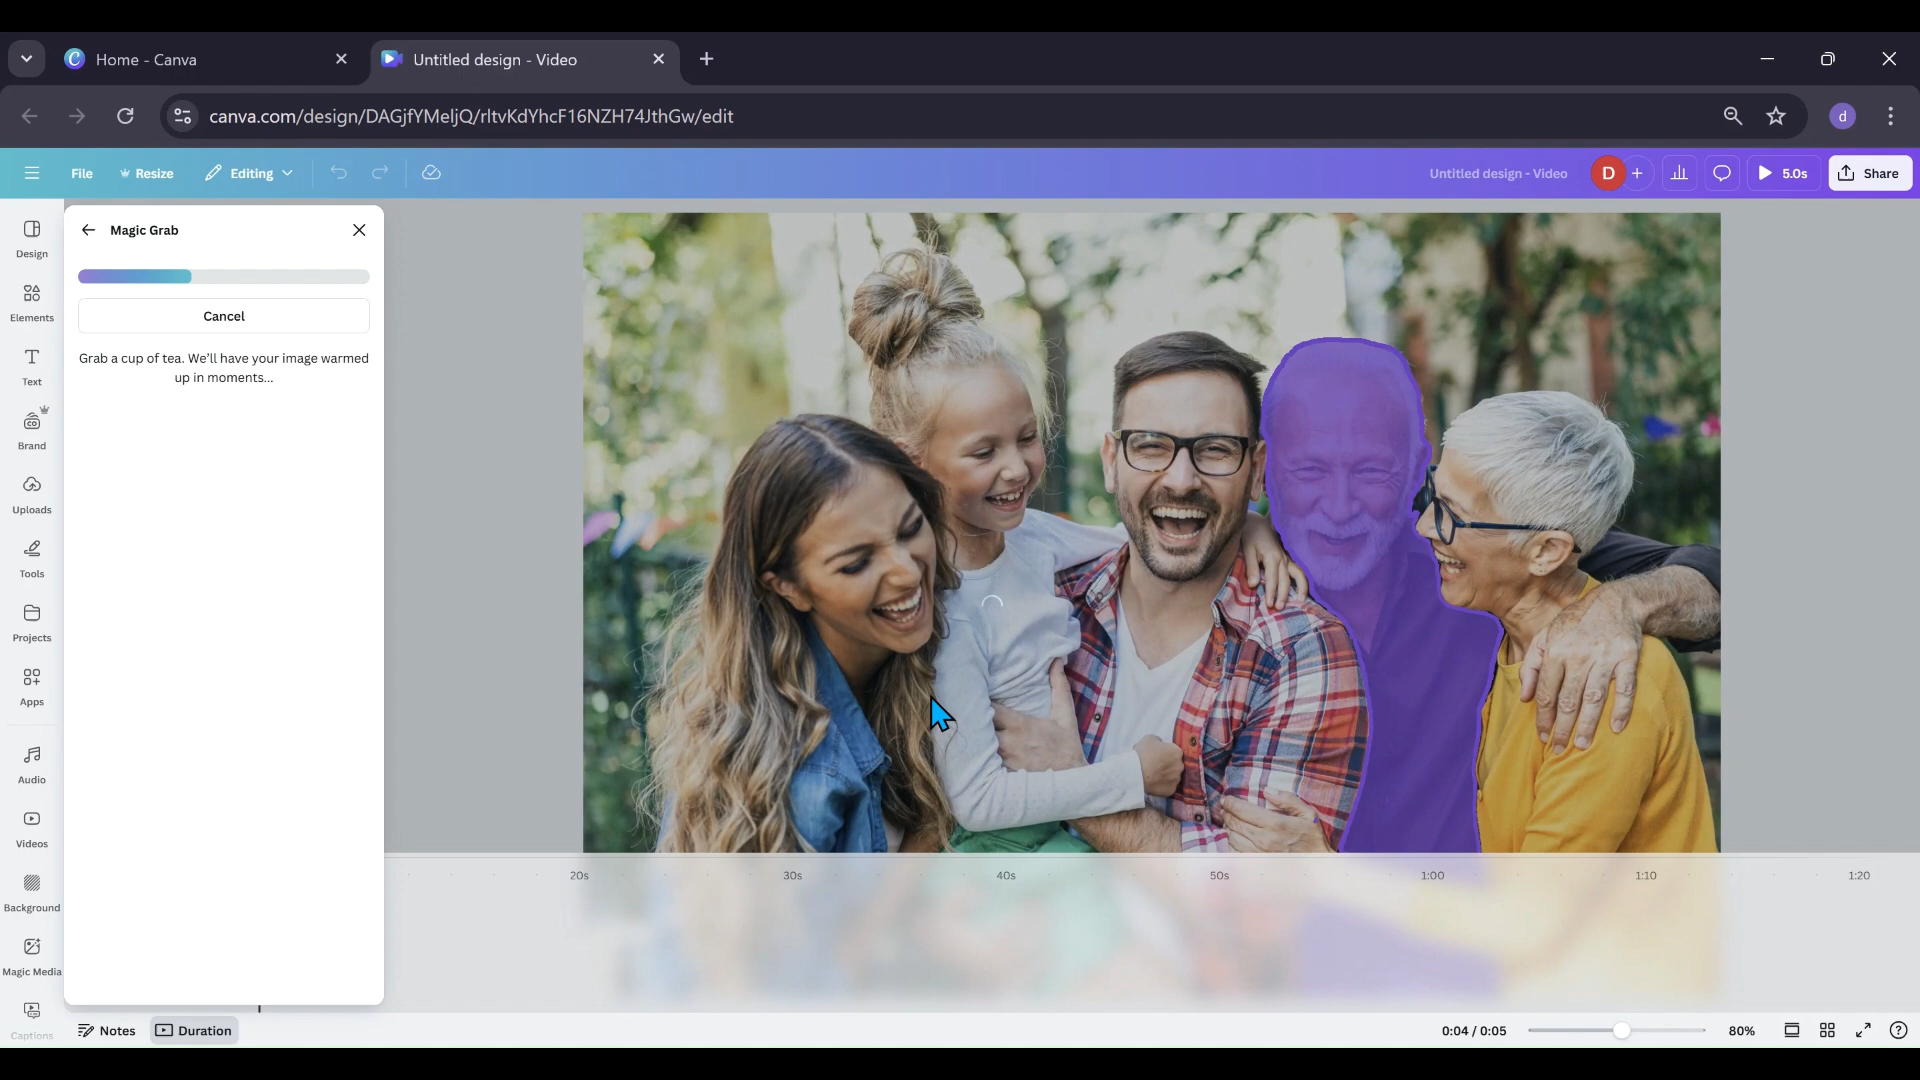 Home - Canva
Untitled design - Video
canva.com/design/DAGjfYMeljQ/rltvKdYhcF16NZH74JthGw/edit
d
File
Resize
Editing
Untitled design - Video
D
5.0s
Share
Design
Elements
Text
Brand
Uploads
Tools
Projects
Apps
Audio
Videos
Background
Magic Media
Captions
Magic Grab
Cancel
Grab a cup of tea. We'll have your image warmed
up in moments...
20s
30s
40s
50s
1:00
1:10
1:20
Notes
Duration
0:04 / 0:05
80%